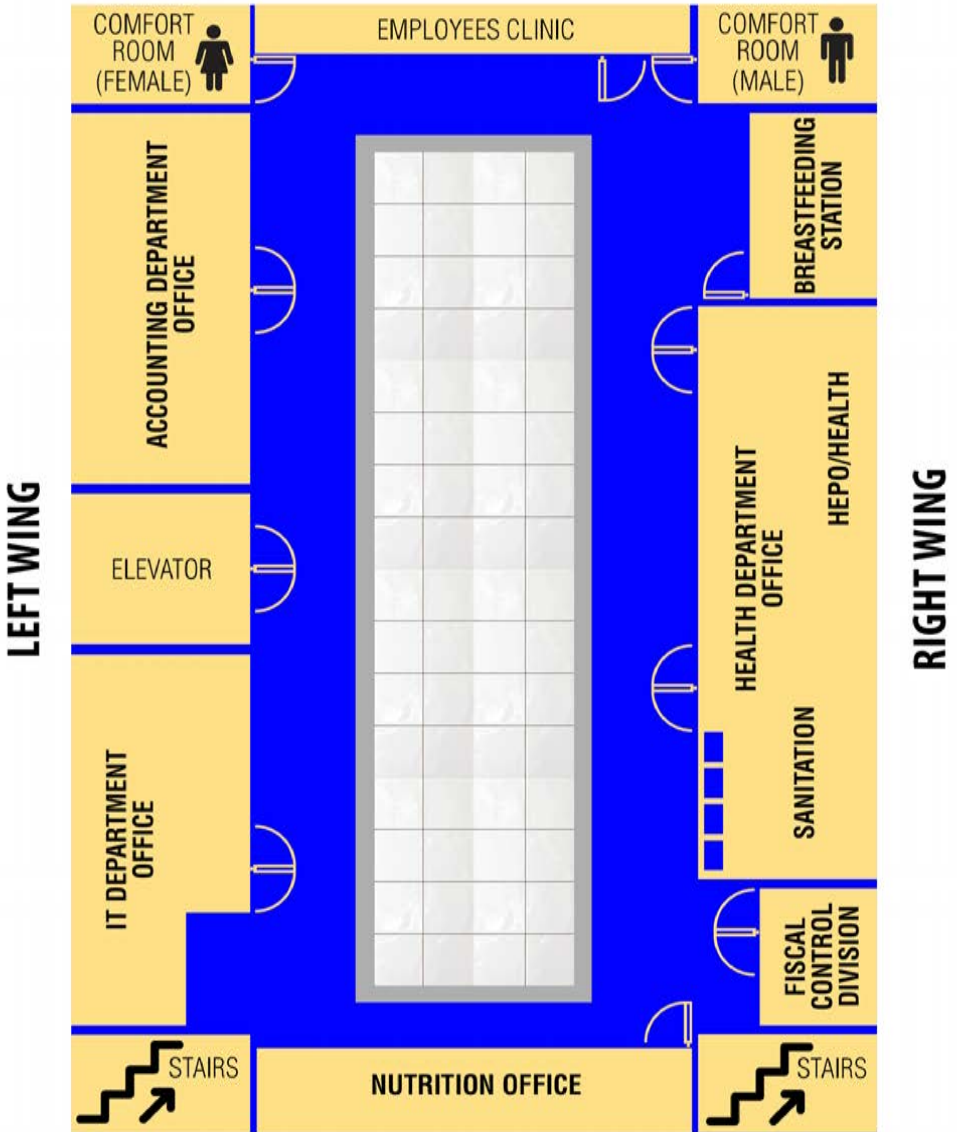 COMFORT
ROOM
(FEMALE)
EMPLOYEES CLINIC
COMFORT
ROOM
(MALE)
ACCOUNTING DEPARTMENT
OFFICE
BREASTFEEDING
STATION
LEFT WING
ELEVATOR
HEALTH DEPARTMENT
OFFICE
HEPO/HEALTH
RIGHT WING
IT DEPARTMENT
OFFICE
SANITATION
FISCAL
CONTROL
DIVISION
STAIRS
NUTRITION OFFICE
STAIRS